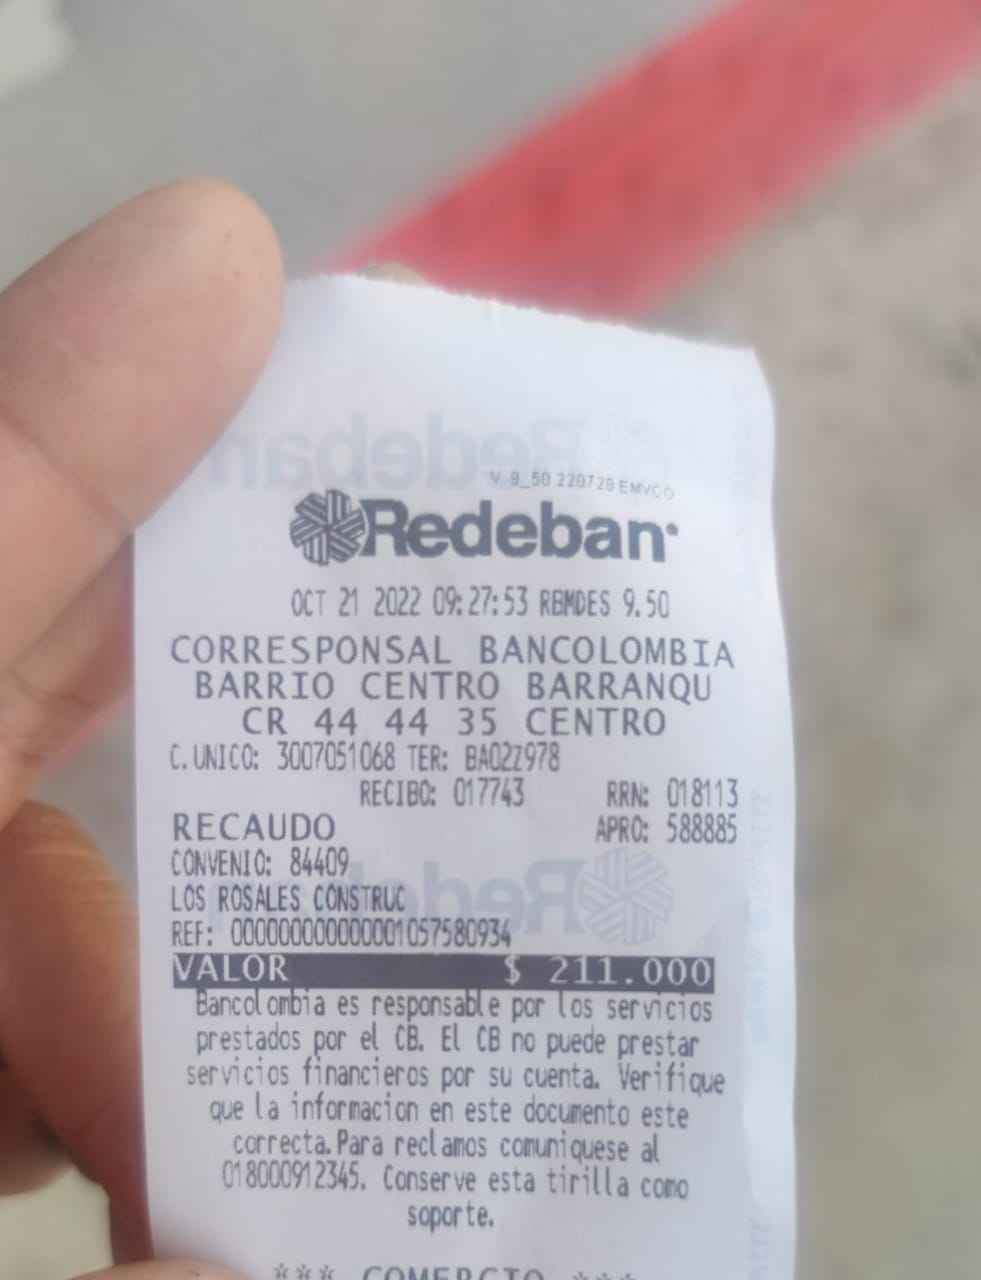 V 9_50 220728 EMVCO
Redeban
OCT 21 2022 09:27:53 RBMDES 9.50
CORRESPONSAL BANCOLOMBIA
BARRIO CENTRO BARRANQU
CR 44 44 35 CENTRO
C. UNICO: 3007051068 TER: BA02Z978
RECIBO: 017743 RRN: 018113
RECAUDO APRO: 588885
CONVENIO: 84409
LOS ROSALES CONSTRUC
REF: 00000000000001057580934
VALOR $ 211.000
Bancolombia es responsable por los servicios
prestados por el CB. El CB no puede prestar
servicios financieros por su cuenta. Verifique
que la informacion en este documento este
correcta.Para reclamos comuniquese al
018000912345. Conserve esta tirilla como
soporte.
*** COMERCIO ***